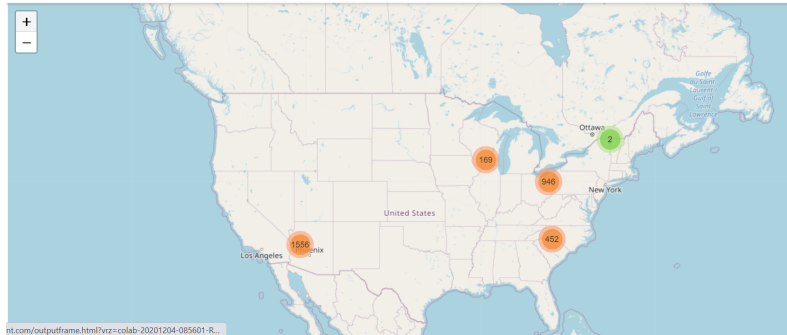 +
−
Golfe
du Saint-
Laurent /
Gulf of
Saint
Lawrence
Ottawa
2
169
946
New York
United States
452
1556
enix
Los Angeles
nt.com/outputframe.html?vrz=colab-20201204-085601-R...